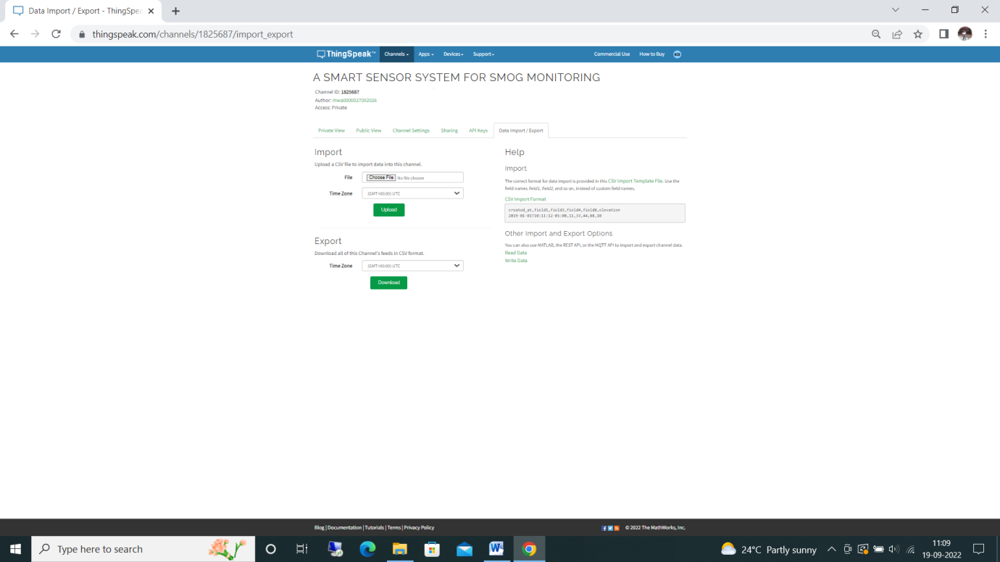 Data Import / Export - ThingSpea
thingspeak.com/channels/1825687/import_export
ThingSpeak™ Channels Apps Devices Support Commercial Use How to Buy KD
A SMART SENSOR SYSTEM FOR SMOG MONITORING
Channel ID: 1825687
Author: mwa0000027092026
Access: Private
Private View Public View Channel Settings Sharing API Keys Data Import / Export
Import
Upload a CSV file to import data into this channel.
File Choose File No file chosen
Time Zone (GMT+00:00) UTC
Upload
Export
Download all of this Channel's feeds in CSV format.
Time Zone (GMT+00:00) UTC
Download
Help
Import
The correct format for data import is provided in this CSV Import Template File. Use the
field names field1, field2, and so on, instead of custom field names.
CSV Import Format
created_at,field1,field3,field4,field8,elevation
2019-01-01T10:11:12-05:00,11,33,44,88,10
Other Import and Export Options
You can also use MATLAB, the REST API, or the MQTT API to import and export channel data.
Read Data
Write Data
Blog | Documentation | Tutorials | Terms | Privacy Policy
© 2022 The MathWorks, Inc.
Type here to search
24°C Partly sunny
11:09
19-09-2022